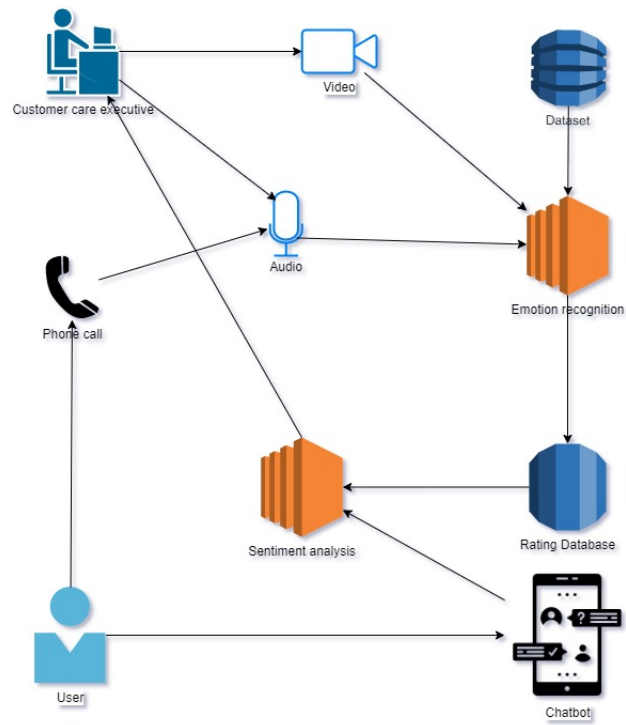 Customer care executive
Video
Dataset
Audio
Phone call
Emotion recognition
Sentiment analysis
Rating Database
?
User
Chatbot